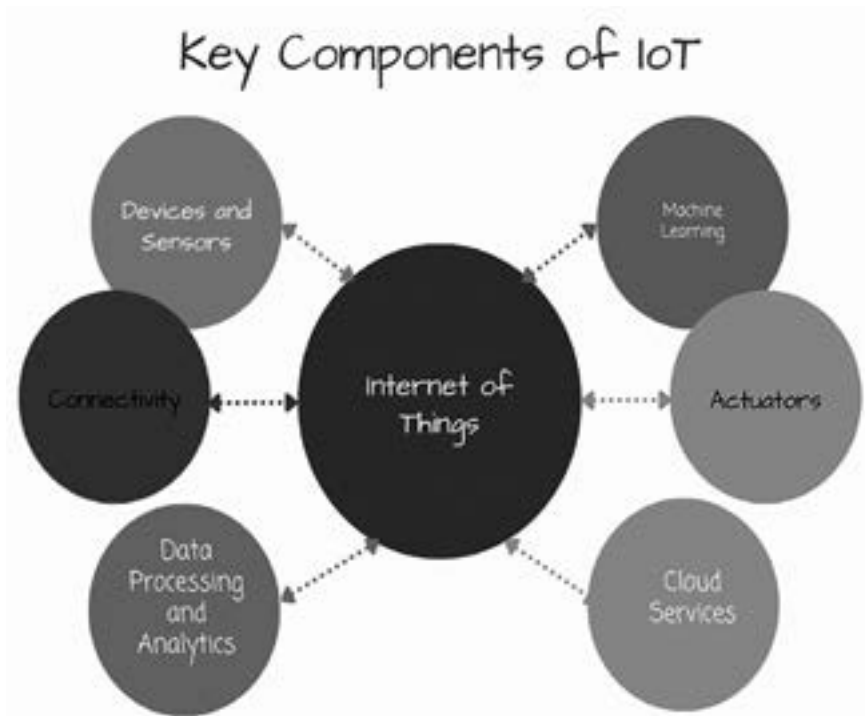 Key Components of IoT
Devices and
Sensors
Machine
Learning
Connectivity
Internet of
Things
Actuators
Data
Processing
and
Analytics
Cloud
Services